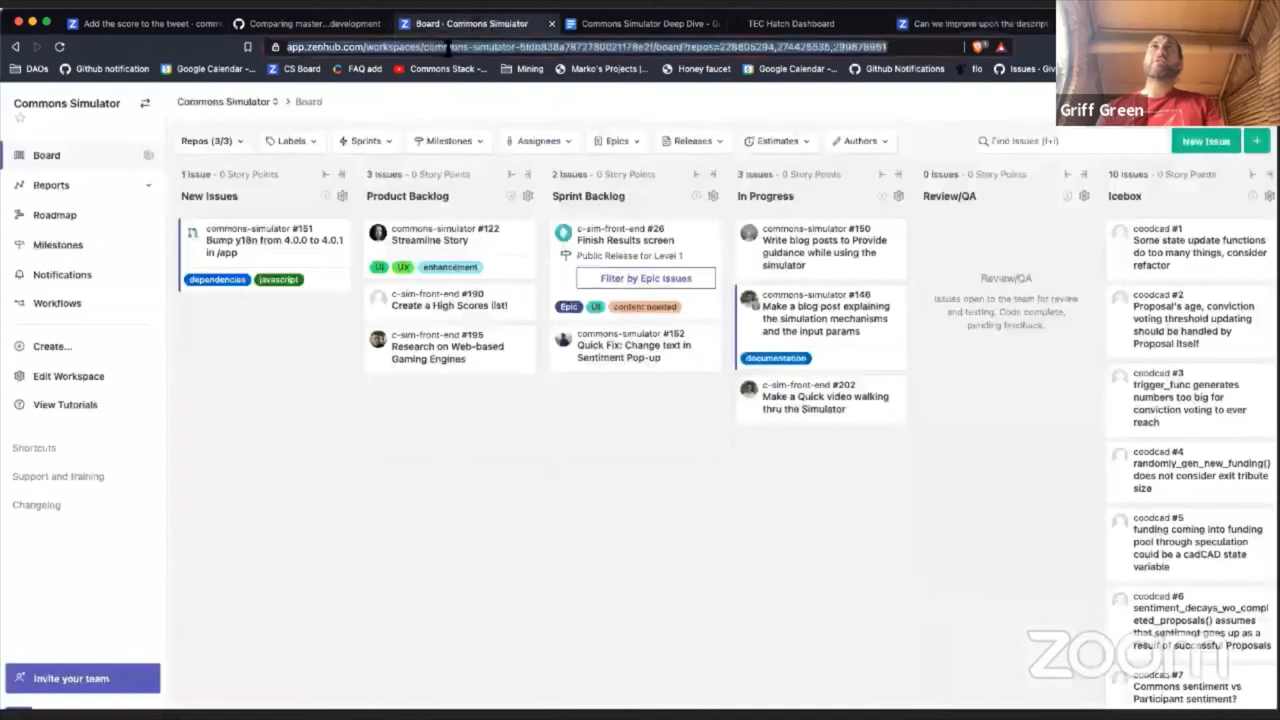 Add the score to the tweet · comm
Comparing master...development
Board · Commons Simulator
Commons Simulator Deep Dive - G
TEC Hatch Dashboard
Can we improve upon the descript
DAOs
Github notification
Google Calendar -...
CS Board
FAQ add
Commons Stack -...
Mining
Marko's Projects |...
Honey faucet
Google Calendar -...
Github Notifications
flo
Issues · Giv
Griff Green
Commons Simulator
Commons Simulator > Board
Board
Reports
Roadmap
Milestones
Notifications
Workflows
Create...
Edit Workspace
View Tutorials
Shortcuts
Support and training
Changelog
Invite your team
Repos (3/3)
Labels
Sprints
Milestones
Assignees
Epics
Releases
Estimates
Authors
Find Issues (f+i)
New Issue
+
1 Issue · 0 Story Points
New Issues
commons-simulator #151
Bump y18n from 4.0.0 to 4.0.1
in /app
dependencies
javascript
3 Issues · 0 Story Points
Product Backlog
commons-simulator #122
Streamline Story
UI
UX
enhancement
c-sim-front-end #190
Create a High Scores list!
c-sim-front-end #195
Research on Web-based
Gaming Engines
2 Issues · 0 Story Points
Sprint Backlog
c-sim-front-end #26
Finish Results screen
Public Release for Level 1
Filter by Epic Issues
Epic
UI
content needed
commons-simulator #152
Quick Fix: Change text in
Sentiment Pop-up
3 Issues · 0 Story Points
In Progress
commons-simulator #150
Write blog posts to Provide
guidance while using the
simulator
Make a blog post explaining
the simulation mechanisms
and the input params
documentation
c-sim-front-end #202
Make a Quick video walking
thru the Simulator
0 Issues · 0 Story Points
Review/QA
Review/QA
Issues open to the team for review
and testing. Code complete,
pending feedback.
10 Issues · 0 Story Points
Icebox
coodcad #1
Some state update functions
do too many things, consider
refactor
coodcad #2
Proposal's age, conviction
voting threshold updating
should be handled by
Proposal itself
coodcad #3
trigger_func generates
numbers too big for
conviction voting to ever
reach
coodcad #4
randomly_gen_new_funding()
does not consider exit tribute
size
coodcad #5
funding coming into funding
pool through speculation
could be a cadCAD state
variable
coodcad #6
sentiment_decays_wo_compl
eted_proposals() assumes
that sentiment goes up as a
result of successful Proposals
coodcad #7
Commons sentiment vs
Participant sentiment?
zoom